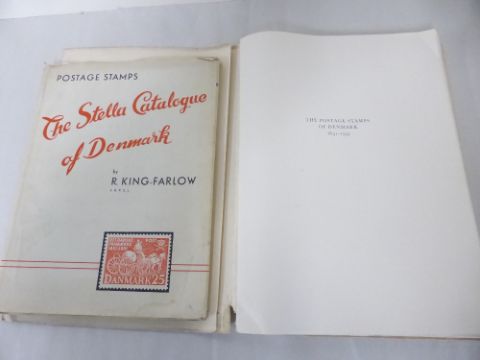 POSTAGE STAMPS
The Stella Catalogue
of Denmark
by
R. KING-FARLOW
DANMARK 25
THE POSTAGE STAMPS
OF DENMARK